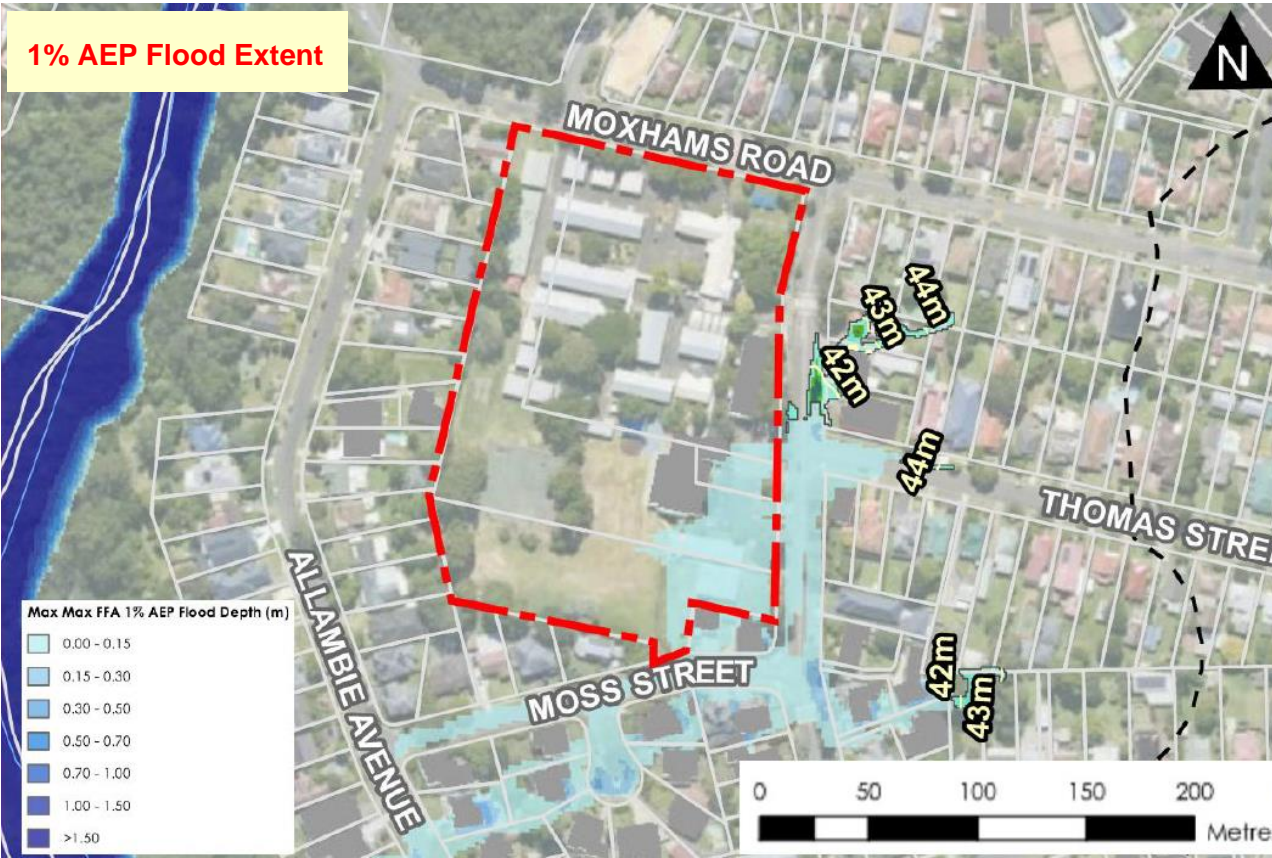 1% AEP Flood Extent
N
MOXHAMS ROAD
44m
43m
42m
44m
THOMAS STRE
ALLAMBIE AVENUE
MOSS STREET
42m
43m
Max Max FFA 1% AEP Flood Depth (m)
0.00 - 0.15
0.15 - 0.30
0.30 - 0.50
0.50 - 0.70
0.70 - 1.00
1.00 - 1.50
>1.50
0 50 100 150 200
Metre